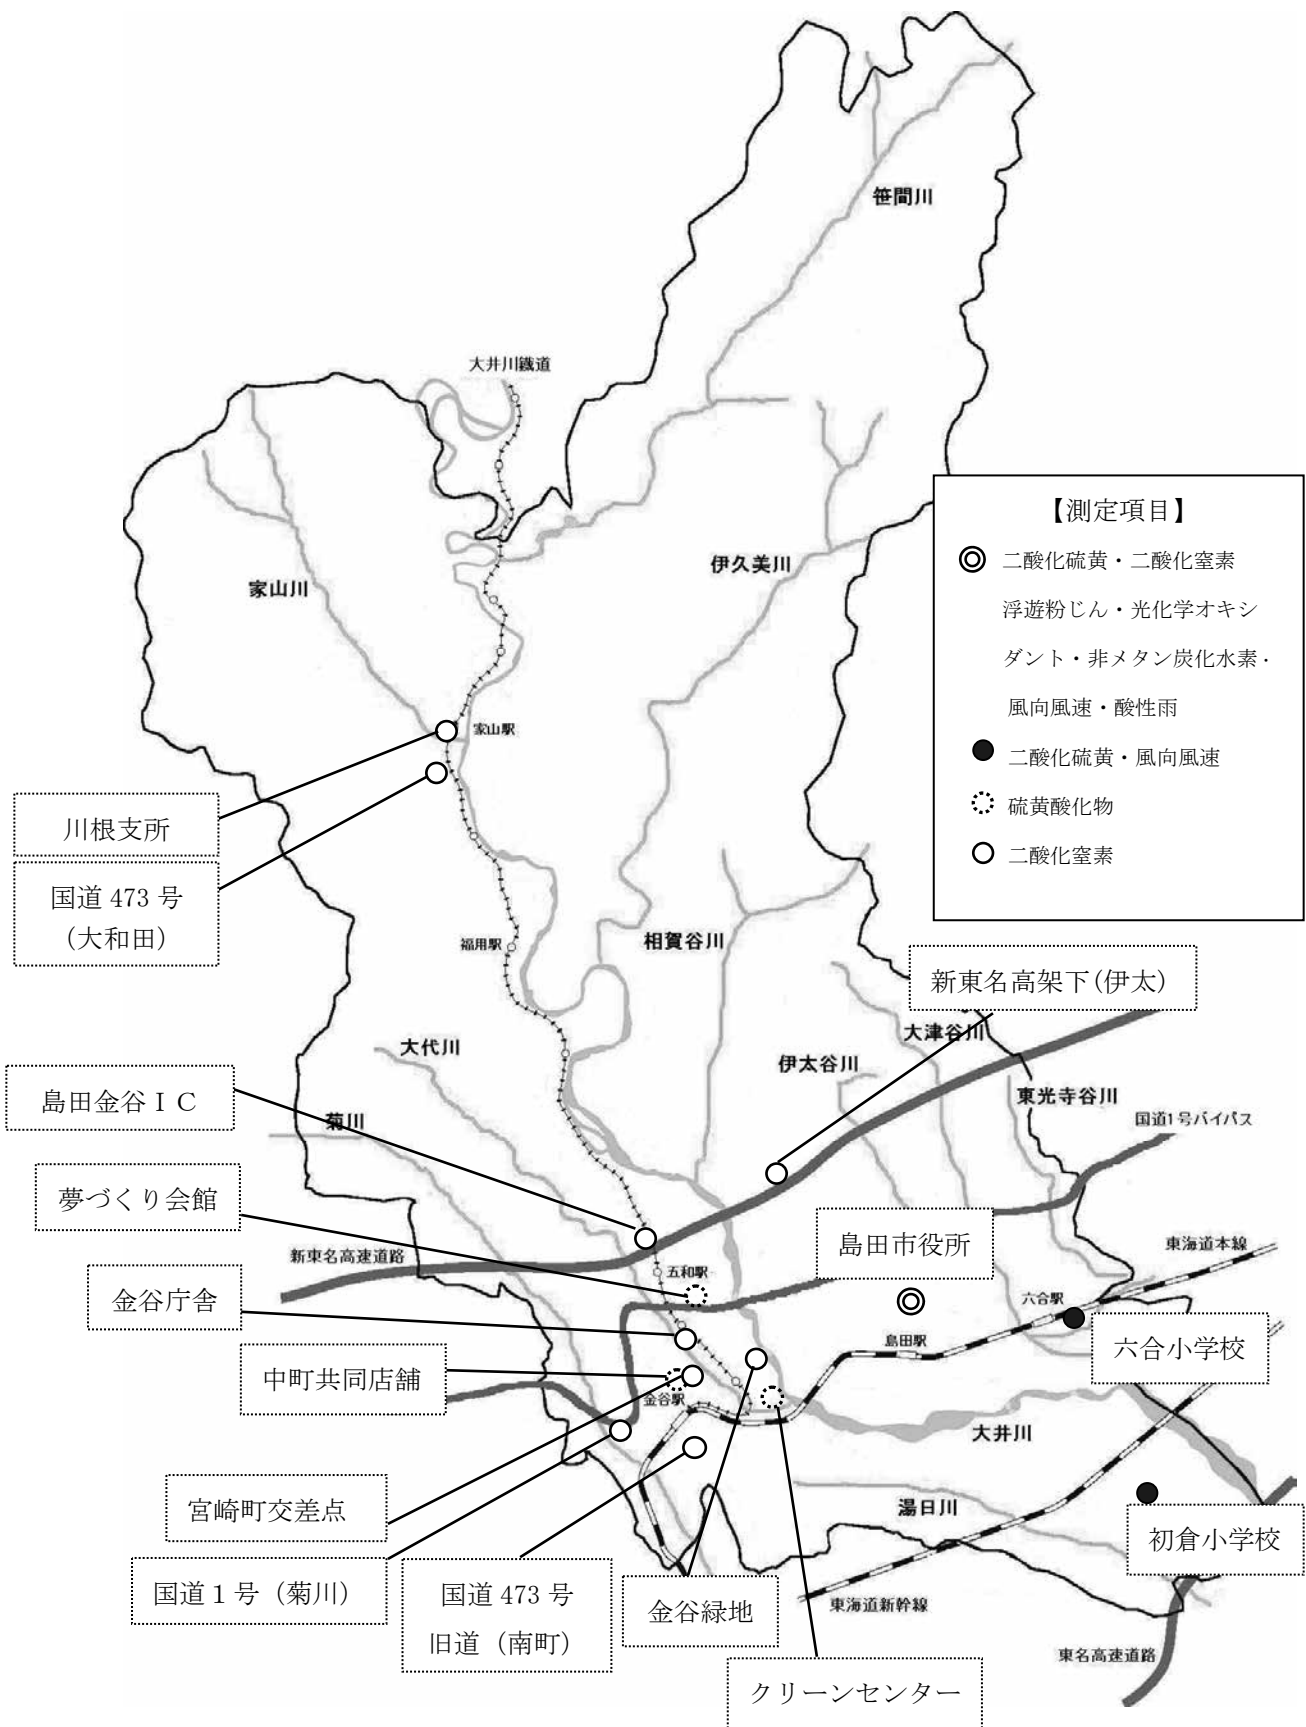 笹間川
大井川鐵道
家山川
伊久美川
【測定項目】
二酸化硫黄・二酸化窒素
浮遊粉じん・光化学オキシ
ダント・非メタン炭化水素・
風向風速・酸性雨
二酸化硫黄・風向風速
硫黄酸化物
二酸化窒素
家山駅
川根支所
国道 473 号
（大和田）
福用駅
相賀谷川
新東名高架下(伊太)
大津谷川
大代川
伊太谷川
島田金谷ＩＣ
東光寺谷川
菊川
国道1号バイパス
夢づくり会館
島田市役所
新東名高速道路
東海道本線
五和駅
金谷庁舎
六合駅
島田駅
六合小学校
中町共同店舗
金谷駅
大井川
宮崎町交差点
湯日川
初倉小学校
国道１号（菊川）
国道 473 号
旧道（南町）
金谷緑地
東海道新幹線
東名高速道路
クリーンセンター